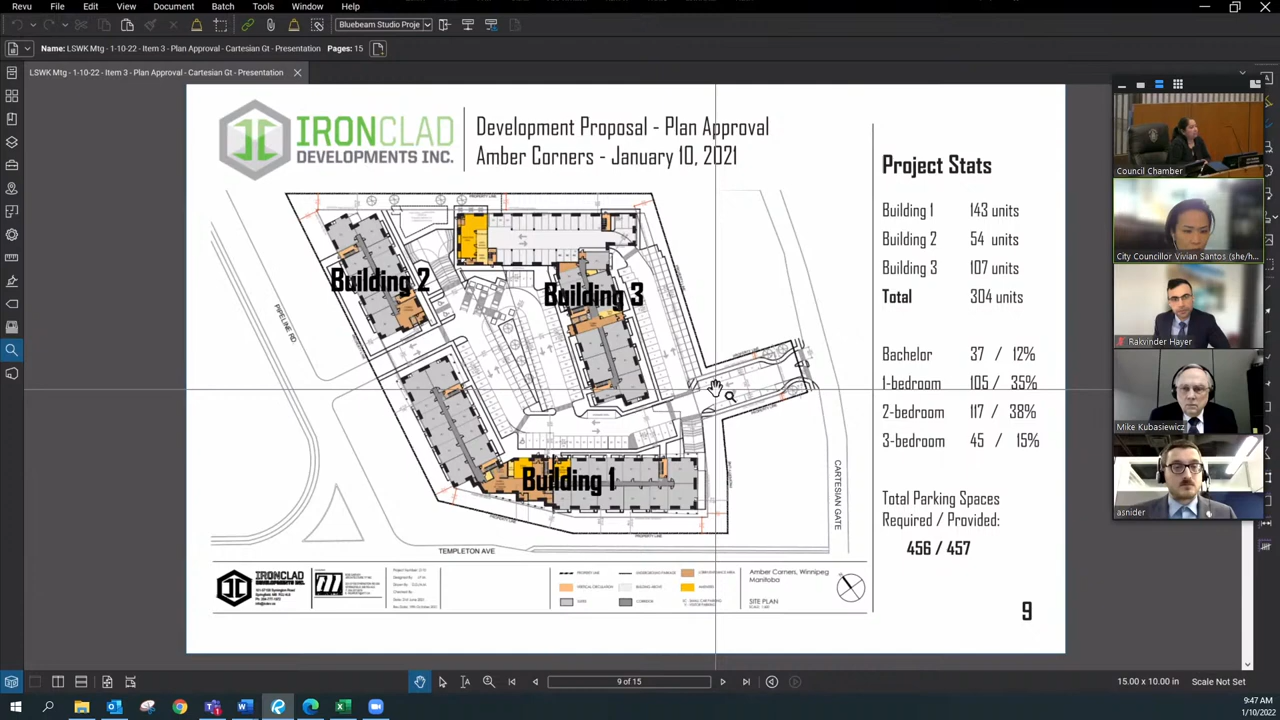 Revu File Edit View Document Batch Tools Window Help
Bluebeam Studio Proje
Name: LSWK Mtg - 1-10-22 - Item 3 - Plan Approval - Cartesian Gt - Presentation Pages: 15
LSWK Mtg - 1-10-22 - Item 3 - Plan Approval - Cartesian Gt - Presentation
IRONCLAD
DEVELOPMENTS INC.
Development Proposal - Plan Approval
Amber Corners - January 10, 2021
Project Stats
Building 1 143 units
Building 2 54 units
Building 3 107 units
Total 304 units
Bachelor 37 / 12%
1-bedroom 105 / 35%
2-bedroom 117 / 38%
3-bedroom 45 / 15%
Total Parking Spaces
Required / Provided:
456 / 457
Building 2
Building 3
Building 1
PIPELINE RD
CARTESIAN GATE
TEMPLETON AVE
PROPERTY LINE
IRONCLAD
DEVELOPMENTS INC.
Amber Corners, Winnipeg
Manitoba
SITE PLAN
9
Council Chamber
City Councillor Vivian Santos (she/h...
Rakvinder Hayer
Mike Kubasiewicz
asnider
9 of 15
15.00 x 10.00 in Scale Not Set
9:47 AM
1/10/2022